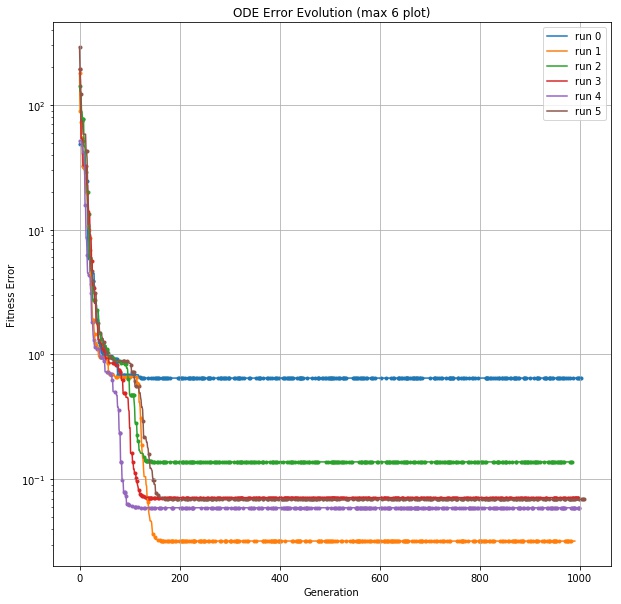 ODE Error Evolution (max 6 plot)
run 0
run 1
run 2
run 3
run 4
run 5
10²
10¹
10⁰
10⁻¹
Fitness Error
0
200
400
600
800
1000
Generation